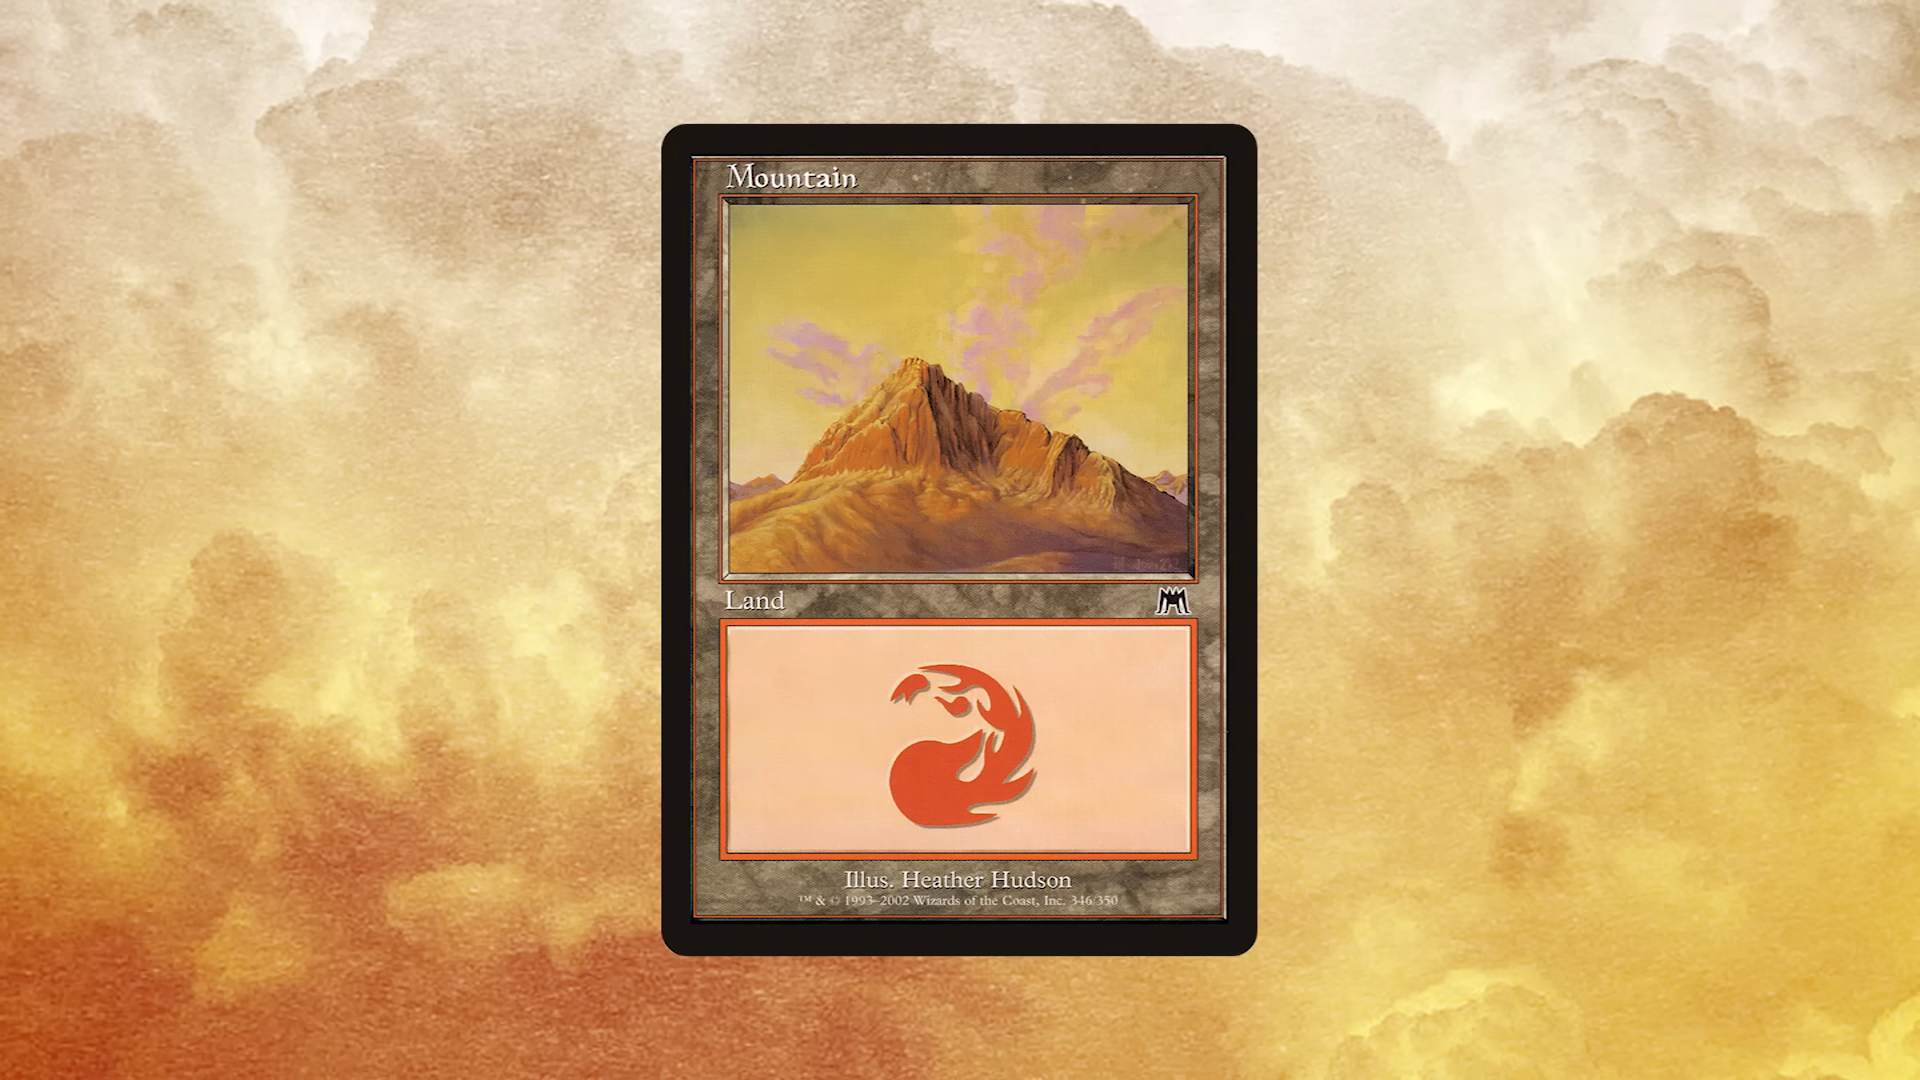 Mountain
Land
Illus. Heather Hudson
™ & © 1993–2002 Wizards of the Coast, Inc. 346/350